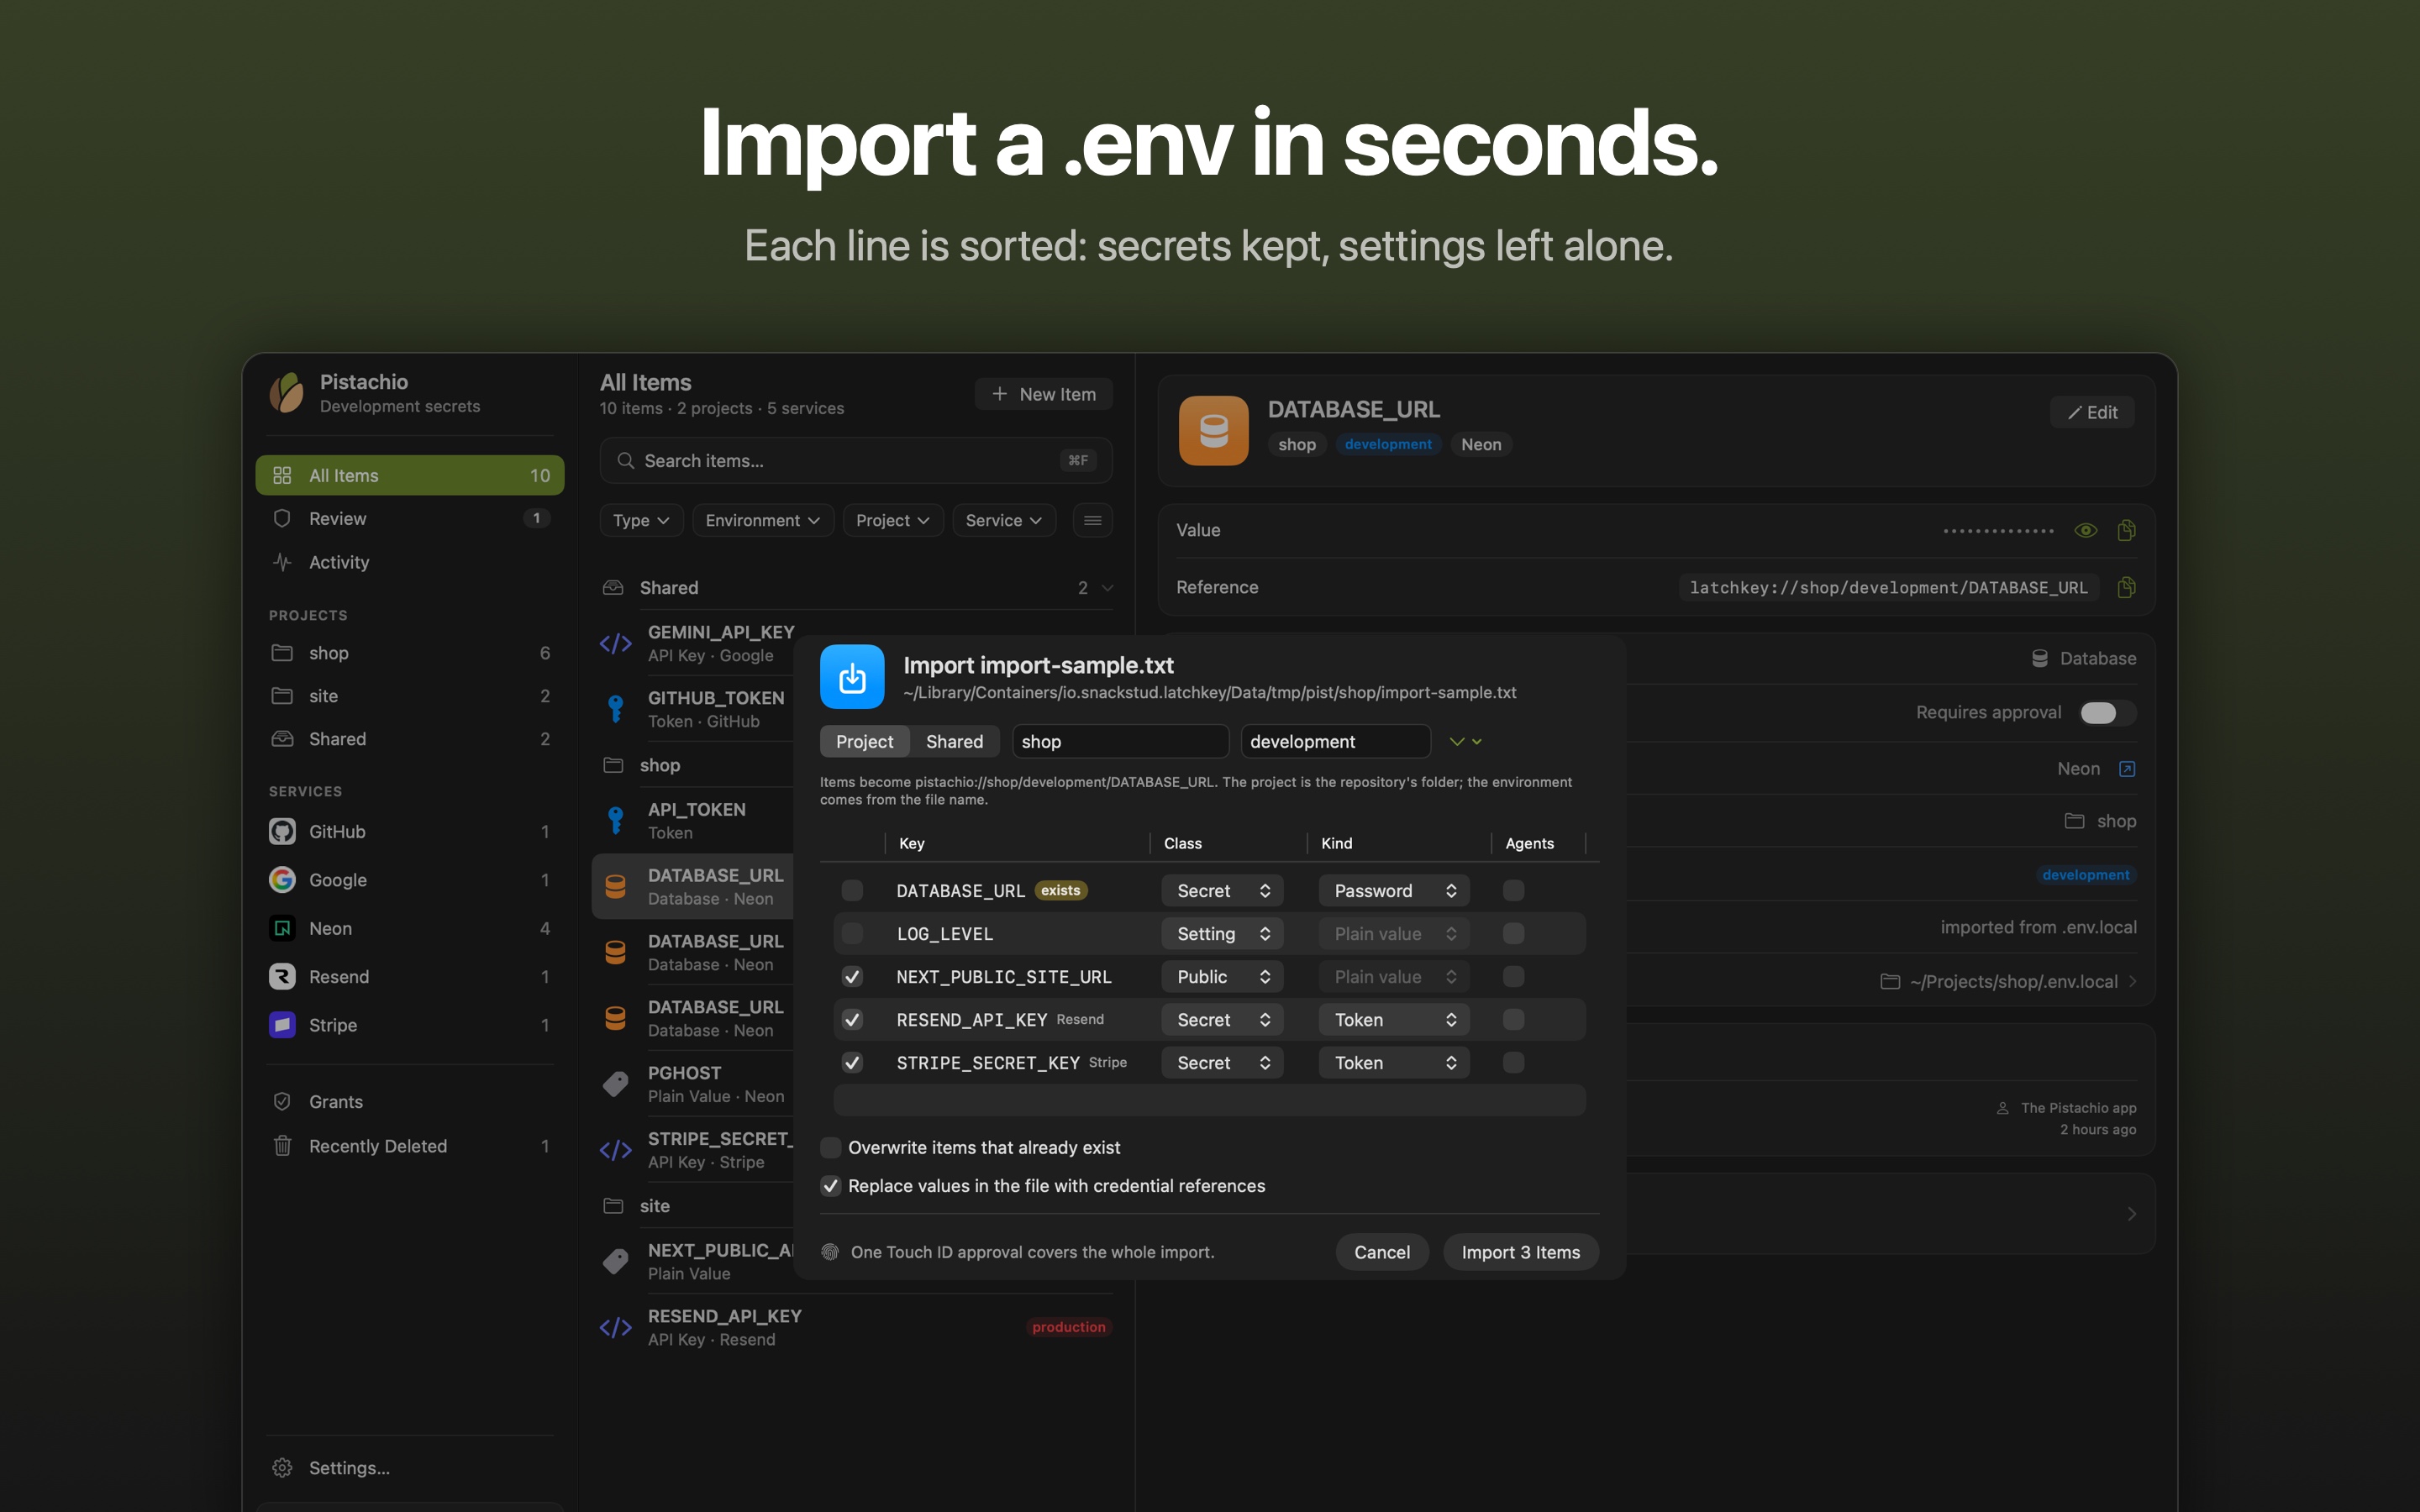 Import a .env in seconds.
Each line is sorted: secrets kept, settings left alone.
Pistachio
Development secrets
All Items 10
Review 1
Activity
PROJECTS
shop 6
site 2
Shared 2
SERVICES
GitHub 1
Google 1
Neon 4
Resend 1
Stripe 1
Grants
Recently Deleted 1
Settings...
All Items
10 items · 2 projects · 5 services
New Item
Search items...
⌘F
Type
Environment
Project
Service
Shared 2
GEMINI_API_KEY
API Key · Google
GITHUB_TOKEN
Token · GitHub
shop
API_TOKEN
Token
DATABASE_URL
Database · Neon
DATABASE_URL
Database · Neon
DATABASE_URL
Database · Neon
PGHOST
Plain Value · Neon
STRIPE_SECRET_
API Key · Stripe
site
NEXT_PUBLIC_A
Plain Value
RESEND_API_KEY
API Key · Resend
production
DATABASE_URL
shop development Neon
Edit
Value ••••••••••••••
Reference latchkey://shop/development/DATABASE_URL
Database
Requires approval
Neon
shop
development
imported from .env.local
~/Projects/shop/.env.local
The Pistachio app
2 hours ago
Import import-sample.txt
~/Library/Containers/io.snackstud.latchkey/Data/tmp/pist/shop/import-sample.txt
Project Shared shop development
Items become pistachio://shop/development/DATABASE_URL. The project is the repository's folder; the environment
comes from the file name.
Key Class Kind Agents
DATABASE_URL exists Secret Password
LOG_LEVEL Setting Plain value
NEXT_PUBLIC_SITE_URL Public Plain value
RESEND_API_KEY Resend Secret Token
STRIPE_SECRET_KEY Stripe Secret Token
Overwrite items that already exist
Replace values in the file with credential references
One Touch ID approval covers the whole import.
Cancel
Import 3 Items